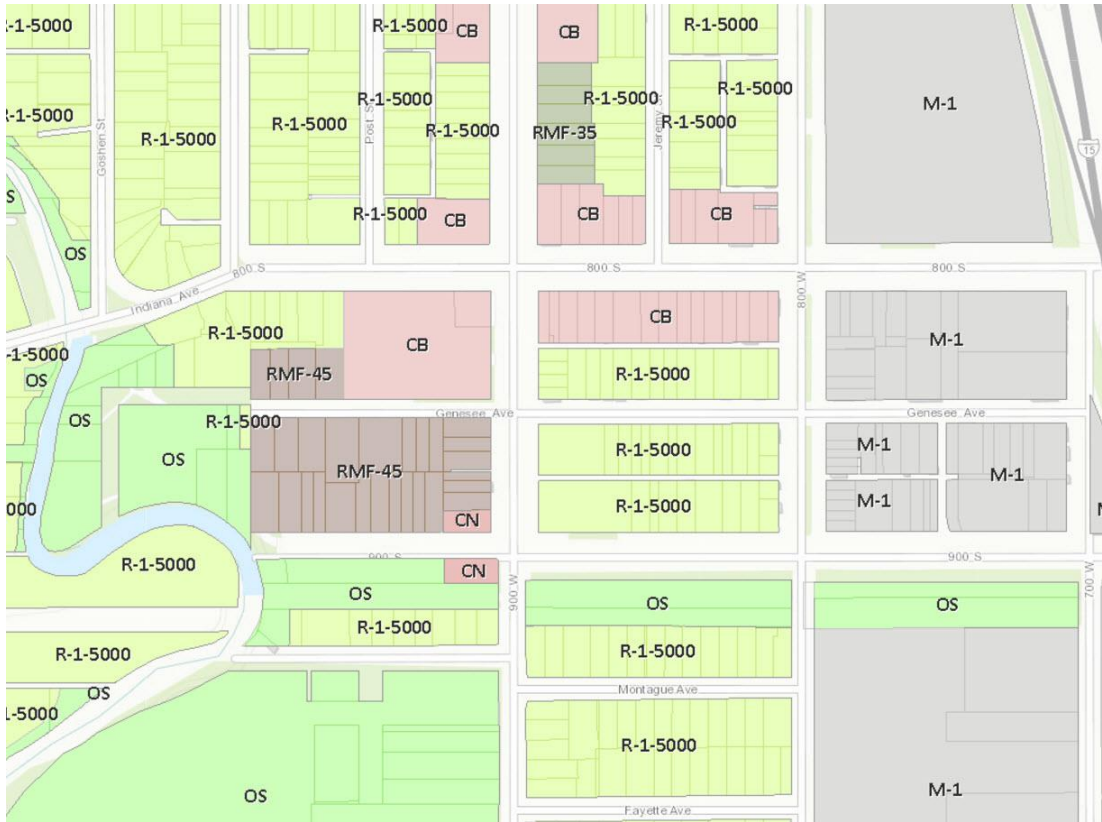 R-1-5000
R-1-5000
CB
CB
R-1-5000
R-1-5000
R-1-5000
R-1-5000
R-1-5000
R-1-5000
R-1-5000
R-1-5000
R-1-5000
M-1
R-1-5000
RMF-35
Goshen St
Post St
Jeremy St
15
R-1-5000
CB
CB
CB
OS
800 S
800 S
800 S
Indiana Ave
800 W
R-1-5000
CB
CB
M-1
OS
RMF-45
R-1-5000
Genesee Ave
Genesee Ave
OS
R-1-5000
OS
RMF-45
R-1-5000
M-1
M-1
M-1
R-1-5000
CN
900 S
900 S
R-1-5000
CN
OS
900 W
OS
OS
700 W
R-1-5000
R-1-5000
R-1-5000
OS
Montague Ave
R-1-5000
OS
M-1
Fayette Ave